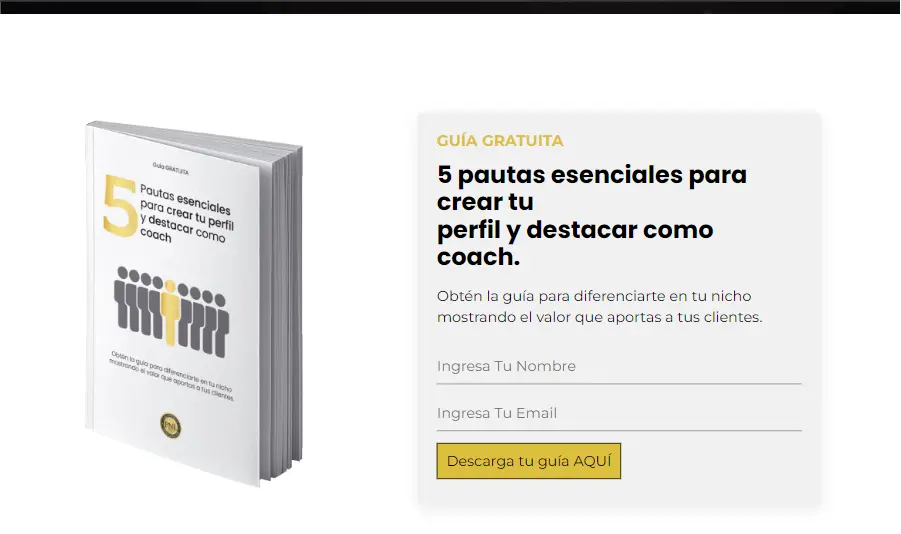 Guía GRATUITA
5 Pautas esenciales
para crear tu perfil
y destacar como
coach
Obtén la guía para diferenciarte en tu nicho
mostrando el valor que aportas a tus clientes.
PNL
GUÍA GRATUITA
5 pautas esenciales para
crear tu
perfil y destacar como
coach.
Obtén la guía para diferenciarte en tu nicho
mostrando el valor que aportas a tus clientes.
Ingresa Tu Nombre
Ingresa Tu Email
Descarga tu guía AQUÍ